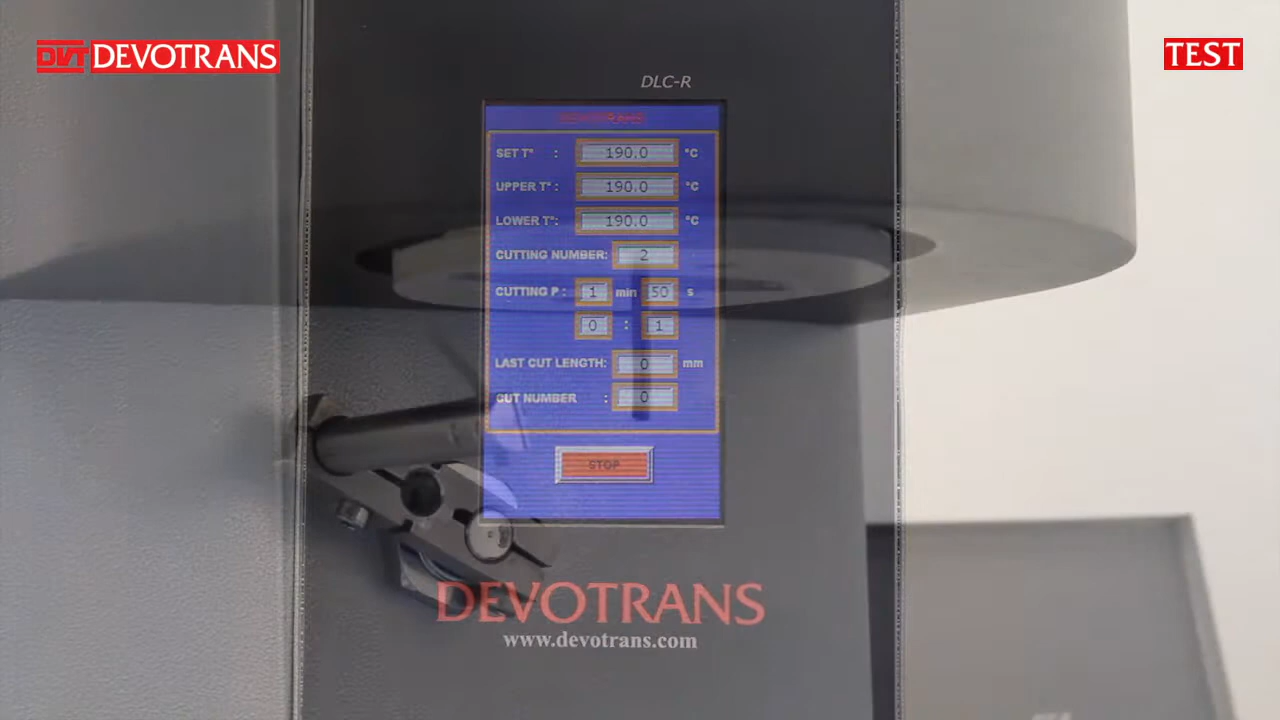 DVT DEVOTRANS
TEST
DLC-R
DEVOTRANS
SET T° : 190.0 °C
UPPER T° : 190.0 °C
LOWER T°: 190.0 °C
CUTTING NUMBER: 2
CUTTING P : 1 min 50 s
0 : 1
LAST CUT LENGTH: 0 mm
CUT NUMBER : 0
STOP
DEVOTRANS
www.devotrans.com